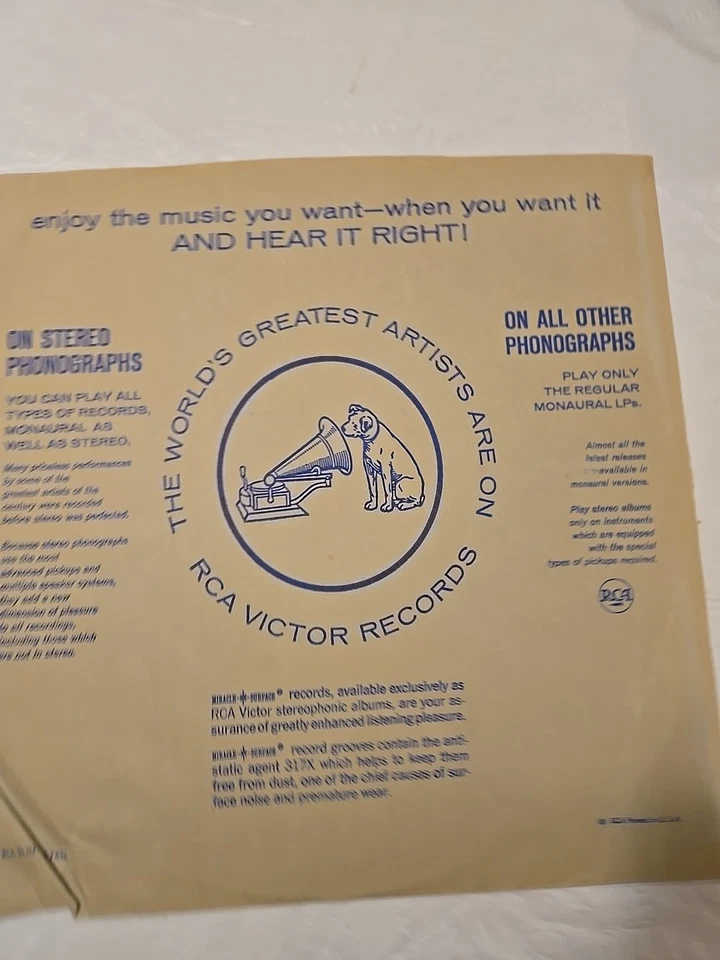 enjoy the music you want—when you want it
AND HEAR IT RIGHT!
ON STEREO
PHONOGRAPHS
YOU CAN PLAY ALL
TYPES OF RECORDS,
MONAURAL AS
WELL AS STEREO.
Many priceless performances
by some of the
greatest artists of the
century were recorded
before stereo was perfected.
Because stereo phonographs
use the most
advanced pickups and
multiple speaker systems,
they add a new
dimension of pleasure
to all recordings,
including those which
are not in stereo.
THE WORLD'S GREATEST ARTISTS ARE ON
RCA VICTOR RECORDS
ON ALL OTHER
PHONOGRAPHS
PLAY ONLY
THE REGULAR
MONAURAL LPs.
Almost all the
latest releases
available in
monaural versions.
Play stereo albums
only on instruments
which are equipped
with the special
types of pickups required.
RCA
MIRACLE SURFACE® records, available exclusively as
RCA Victor stereophonic albums, are your as-
surance of greatly enhanced listening pleasure.
MIRACLE SURFACE® record grooves contain the anti-
static agent 317X which helps to keep them
free from dust, one of the chief causes of sur-
face noise and premature wear.